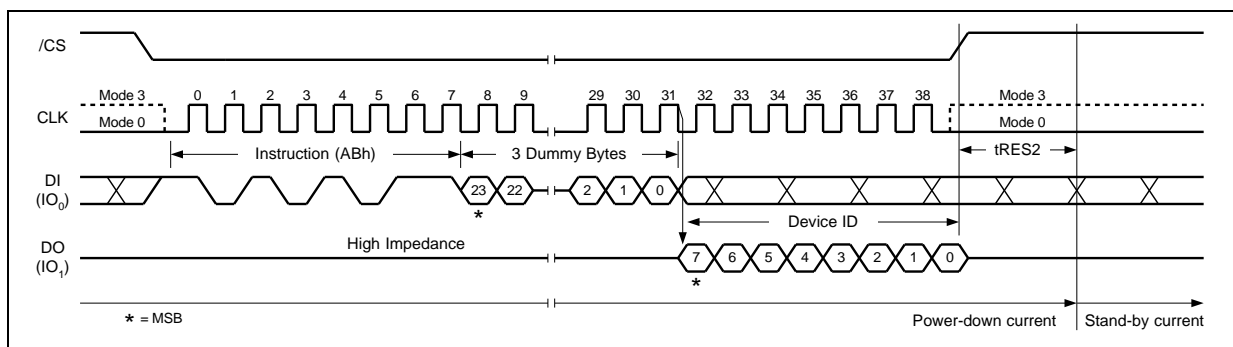 /CS
Mode 3 0 1 2 3 4 5 6 7 8 9 29 30 31 32 33 34 35 36 37 38 Mode 3
CLK Mode 0 Mode 0
Instruction (ABh) 3 Dummy Bytes tRES2
DI
(IO0) 23 22 2 1 0
*
Device ID
DO
(IO1) High Impedance 7 6 5 4 3 2 1 0
*
* = MSB Power-down current Stand-by current